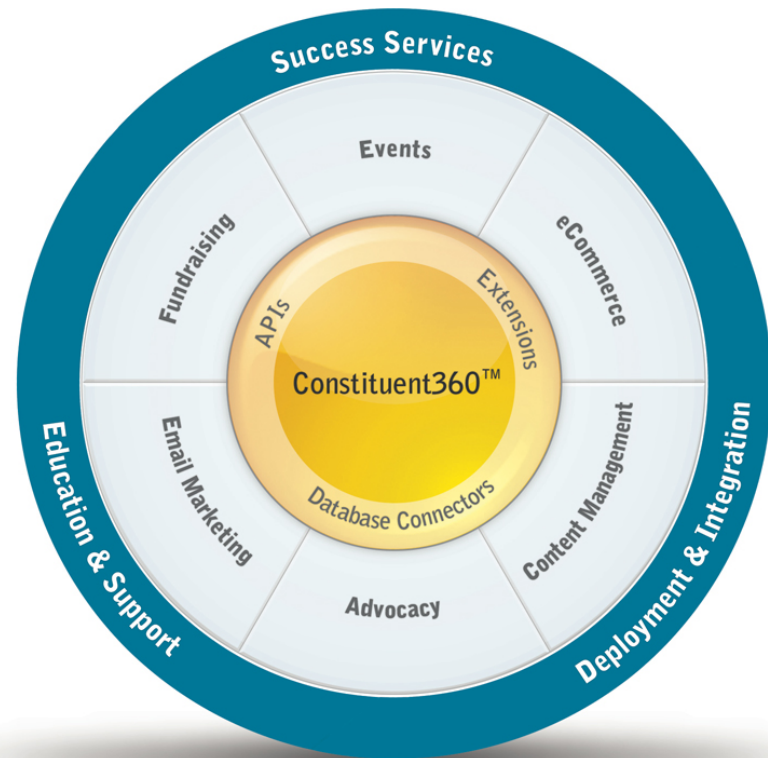 Success Services
Events
Fundraising
eCommerce
APIs
Extensions
Constituent360™
Database Connectors
Email Marketing
Content Management
Advocacy
Education & Support
Deployment & Integration